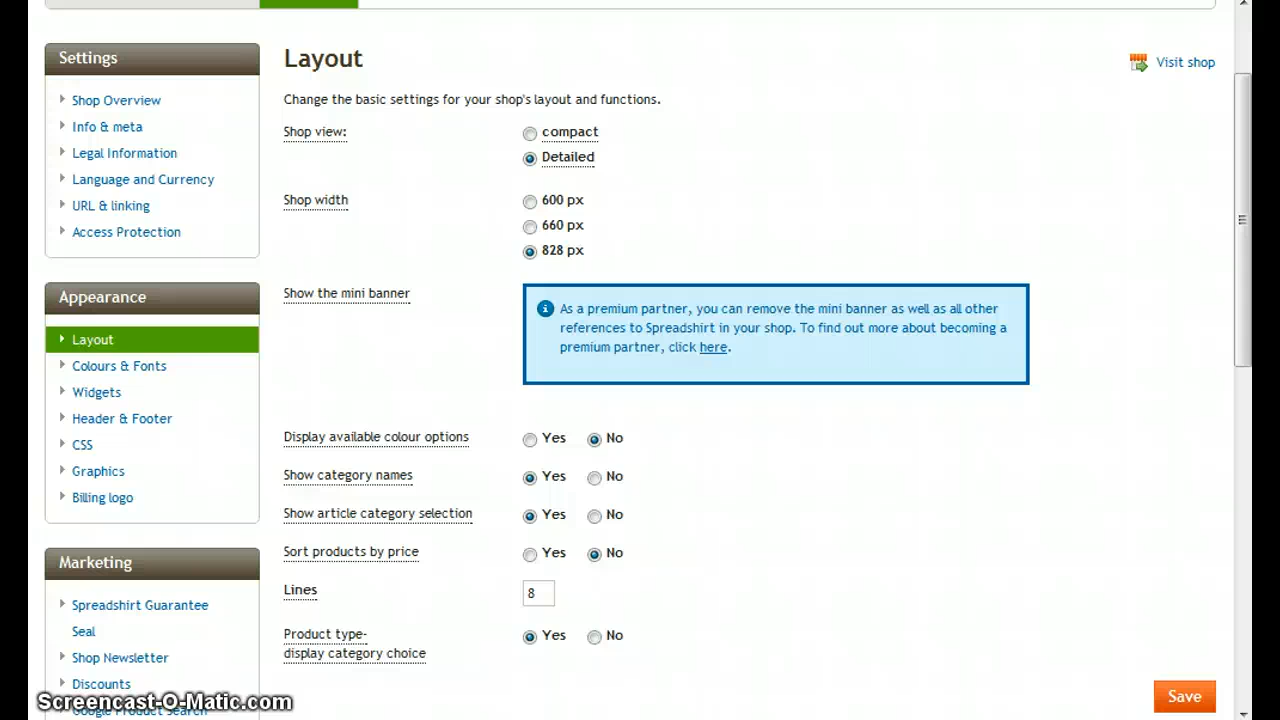 Settings
Shop Overview
Info & meta
Legal Information
Language and Currency
URL & linking
Access Protection
Appearance
Layout
Colours & Fonts
Widgets
Header & Footer
CSS
Graphics
Billing logo
Marketing
Spreadshirt Guarantee
Seal
Shop Newsletter
Discounts
Google Product Search
Layout
Visit shop
Change the basic settings for your shop's layout and functions.
Shop view:
compact
Detailed
Shop width
600 px
660 px
828 px
Show the mini banner
As a premium partner, you can remove the mini banner as well as all other
references to Spreadshirt in your shop. To find out more about becoming a
premium partner, click here.
Display available colour options
Yes No
Show category names
Yes No
Show article category selection
Yes No
Sort products by price
Yes No
Lines
8
Product type-
display category choice
Yes No
Save
Screencast-O-Matic.com